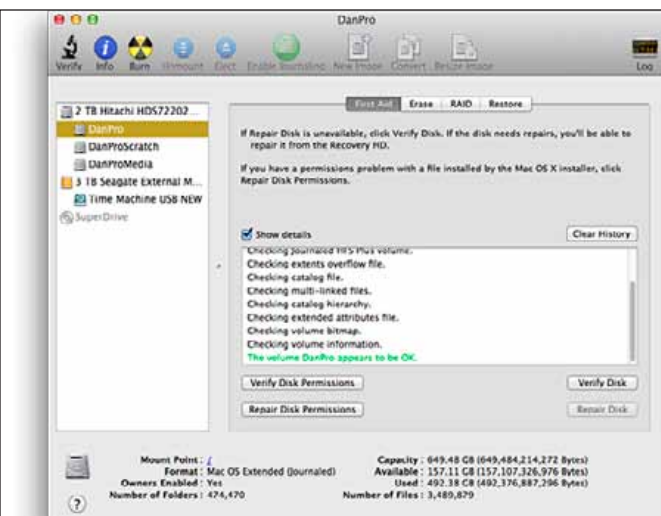 DanPro
Verify Info Burn Unmount Eject Enable Journaling New Image Convert Resize Image Log
2 TB Hitachi HDS72202...
DanPro
DanProScratch
DanProMedia
3 TB Seagate External M...
Time Machine USB NEW
SuperDrive
First Aid Erase RAID Restore
If Repair Disk is unavailable, click Verify Disk. If the disk needs repairs, you'll be able to
repair it from the Recovery HD.
If you have a permissions problem with a file installed by the Mac OS X installer, click
Repair Disk Permissions.
Show details
Clear History
Checking Journaled HFS Plus volume.
Checking extents overflow file.
Checking catalog file.
Checking multi-linked files.
Checking catalog hierarchy.
Checking extended attributes file.
Checking volume bitmap.
Checking volume information.
The volume DanPro appears to be OK.
Verify Disk Permissions
Verify Disk
Repair Disk Permissions
Repair Disk
Mount Point : /
Format : Mac OS Extended (Journaled)
Owners Enabled : Yes
Number of Folders : 474,470
Capacity : 649.48 GB (649,484,214,272 Bytes)
Available : 157.11 GB (157,107,326,976 Bytes)
Used : 492.38 GB (492,376,887,296 Bytes)
Number of Files : 3,489,879
?